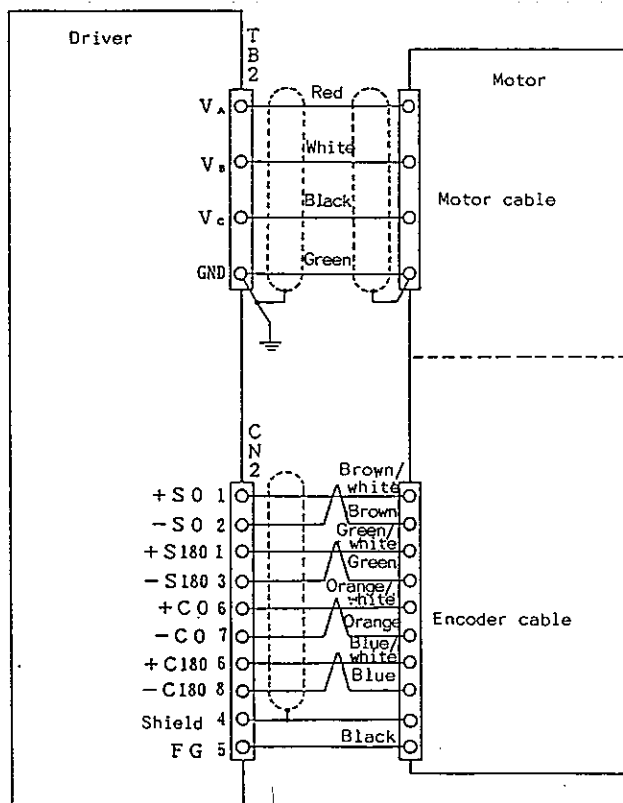 Driver
TB2
Motor
VA
Red
VB
White
VC
Black
Motor cable
GND
Green
CN2
+S0 1
Brown/
white
-S0 2
Brown
+S180 1
Green/
white
-S180 3
Green
+C0 6
Orange/
white
-C0 7
Orange
Encoder cable
+C180 6
Blue/
white
-C180 8
Blue
Shield 4
FG 5
Black